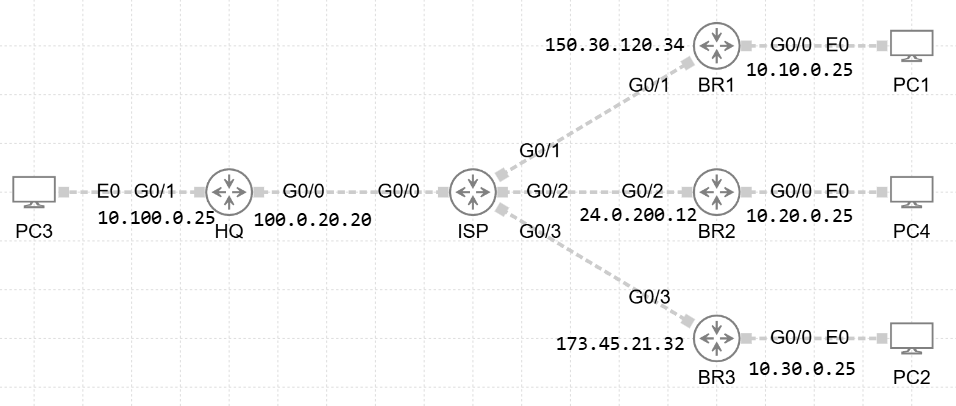 150.30.120.34
G0/0 E0
10.10.0.25
G0/1
BR1
PC1
G0/1
E0 G0/1
G0/0
G0/0
G0/2
G0/2
G0/0 E0
10.100.0.25
100.0.20.20
24.0.200.12
10.20.0.25
PC3
HQ
ISP
G0/3
BR2
PC4
G0/3
173.45.21.32
G0/0 E0
10.30.0.25
BR3
PC2